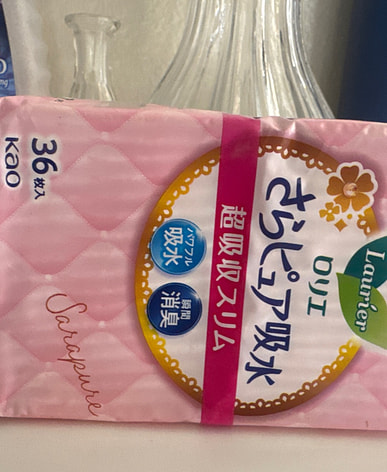 Laurier
ロリエ
さらピュア吸水
超吸収スリム
パワフル
吸水
瞬間
消臭
Sarapure
36枚入
Kao